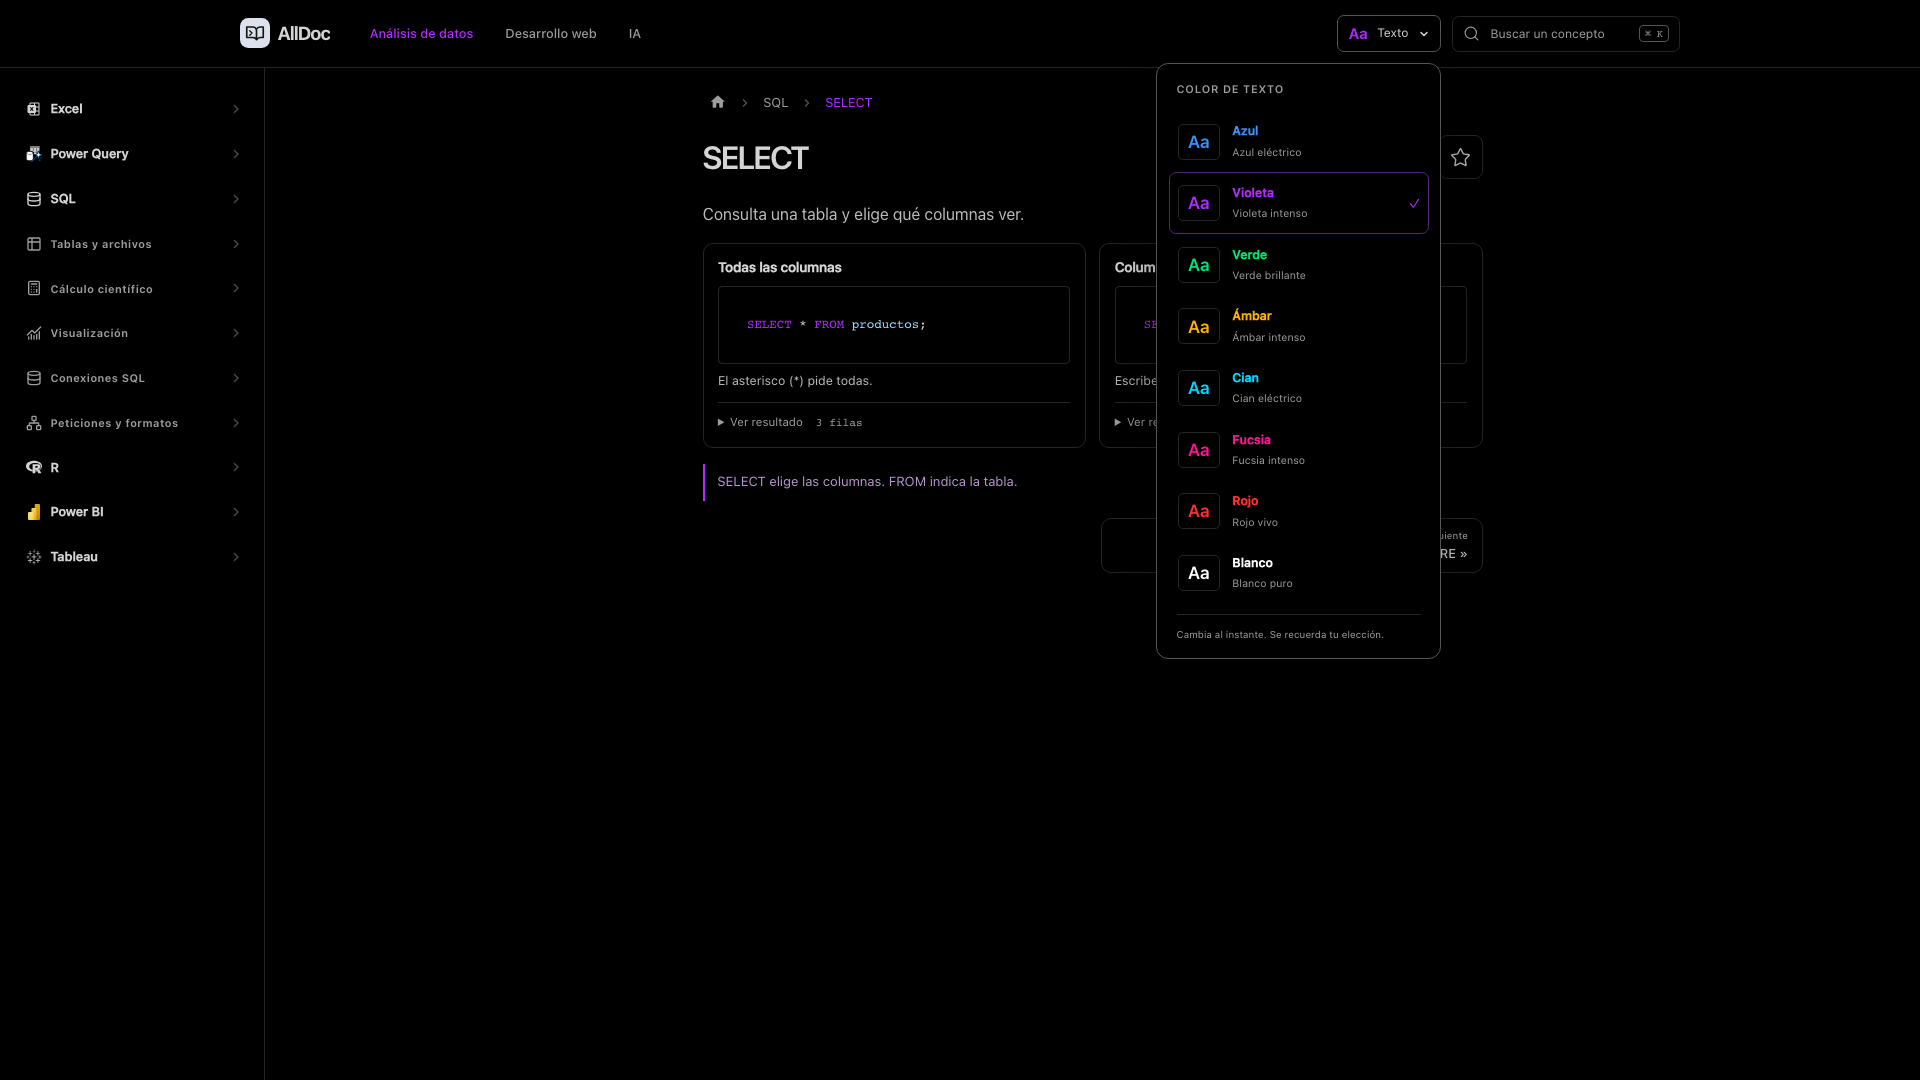 AllDoc
Análisis de datos
Desarrollo web
IA
Aa Texto
Buscar un concepto
⌘ K
Excel
Power Query
SQL
Tablas y archivos
Cálculo científico
Visualización
Conexiones SQL
Peticiones y formatos
R
Power BI
Tableau
SQL
SELECT
SELECT
Consulta una tabla y elige qué columnas ver.
Todas las columnas
SELECT * FROM productos;
El asterisco (*) pide todas.
Ver resultado 3 filas
SELECT elige las columnas. FROM indica la tabla.
Colum
SE
Escribe
Ver re
RE »
COLOR DE TEXTO
Aa
Azul
Azul eléctrico
Aa
Violeta
Violeta intenso
Aa
Verde
Verde brillante
Aa
Ámbar
Ámbar intenso
Aa
Cian
Cian eléctrico
Aa
Fucsia
Fucsia intenso
Aa
Rojo
Rojo vivo
Aa
Blanco
Blanco puro
Cambia al instante. Se recuerda tu elección.